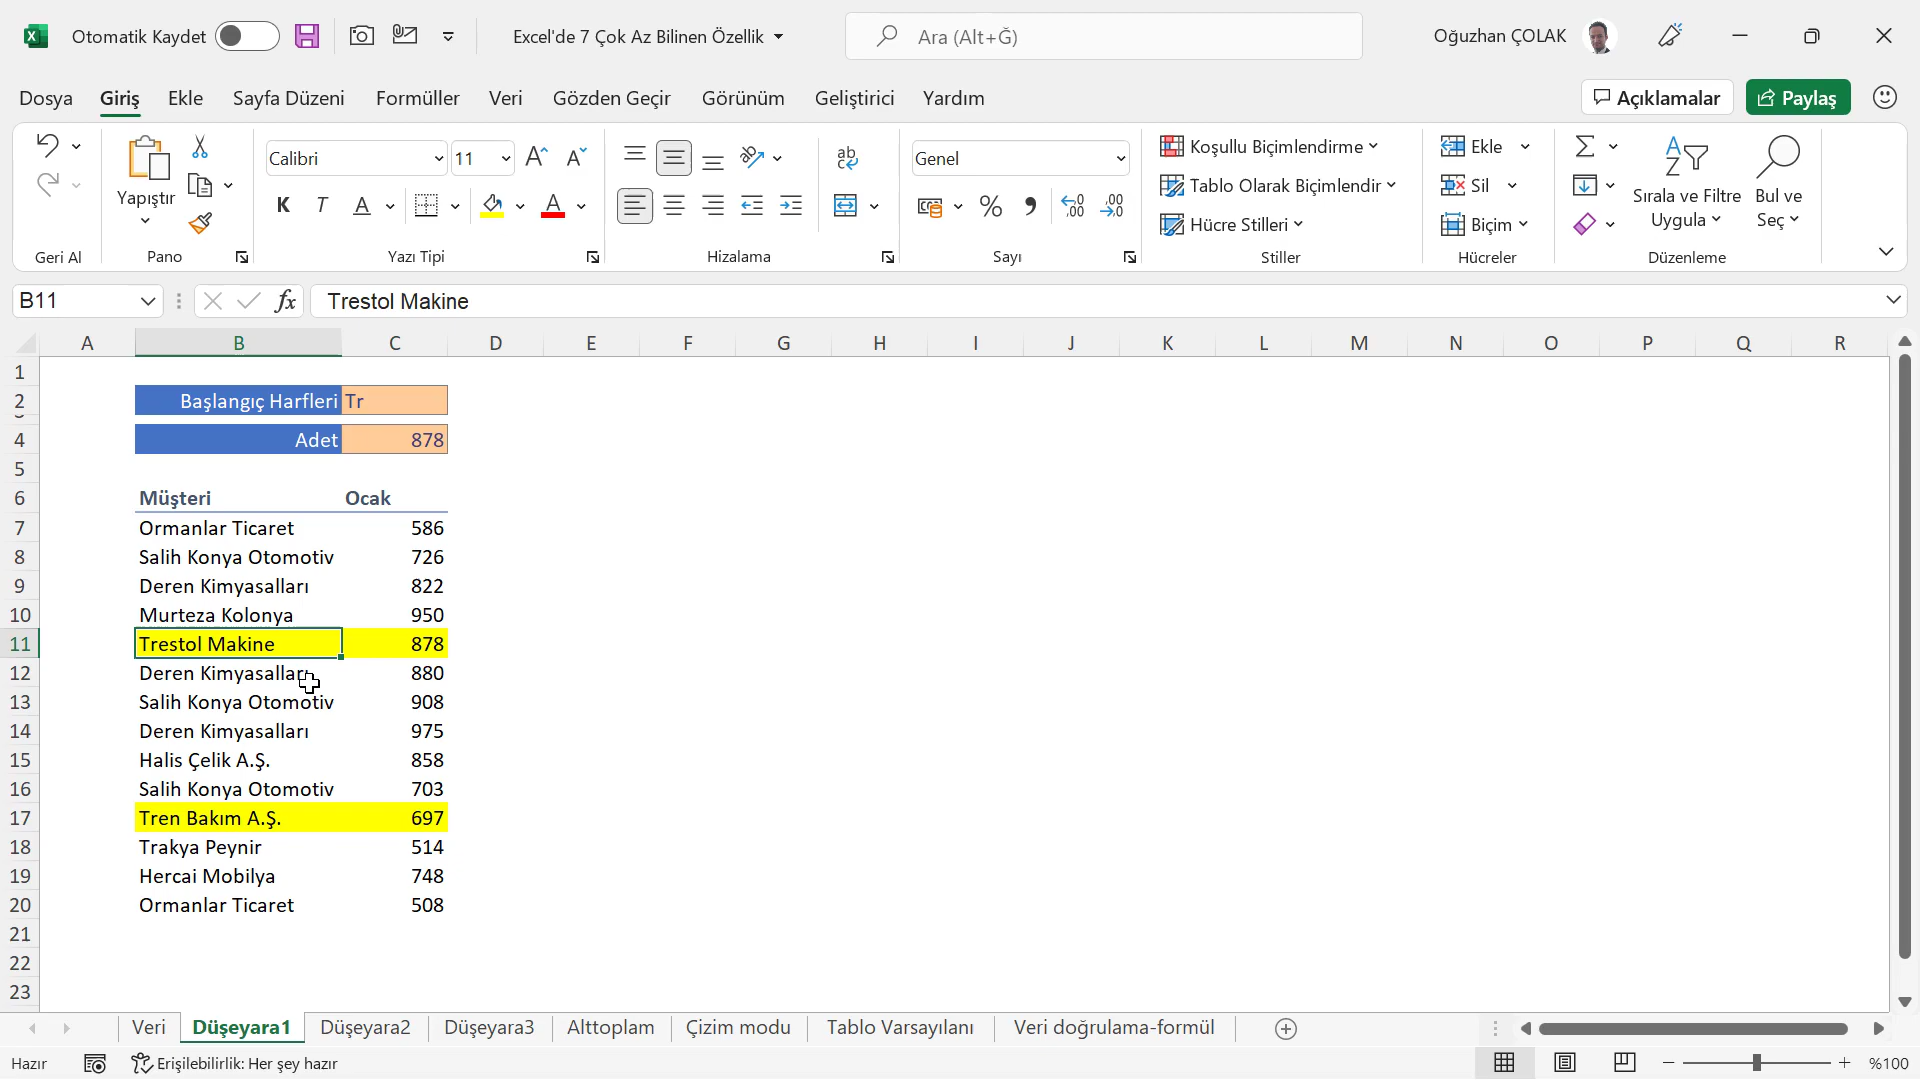 Otomatik Kaydet
Excel'de 7 Çok Az Bilinen Özellik
Ara (Alt+Ğ)
Oğuzhan ÇOLAK
Dosya Giriş Ekle Sayfa Düzeni Formüller Veri Gözden Geçir Görünüm Geliştirici Yardım
Açıklamalar Paylaş
Yapıştır
Calibri 11
K T A A
Genel
Koşullu Biçimlendirme
Tablo Olarak Biçimlendir
Hücre Stilleri
Ekle
Sil
Biçim
Sırala ve Filtre
Uygula
Bul ve
Seç
Geri Al Pano Yazı Tipi Hizalama Sayı Stiller Hücreler Düzenleme
B11 fx Trestol Makine
A B C D E F G H I J K L M N O P Q R
1
2 Başlangıç Harfleri Tr
4 Adet 878
5
6 Müşteri Ocak
7 Ormanlar Ticaret 586
8 Salih Konya Otomotiv 726
9 Deren Kimyasalları 822
10 Murteza Kolonya 950
11 Trestol Makine 878
12 Deren Kimyasalları 880
13 Salih Konya Otomotiv 908
14 Deren Kimyasalları 975
15 Halis Çelik A.Ş. 858
16 Salih Konya Otomotiv 703
17 Tren Bakım A.Ş. 697
18 Trakya Peynir 514
19 Hercai Mobilya 748
20 Ormanlar Ticaret 508
21
22
23
Veri Düşeyara1 Düşeyara2 Düşeyara3 Alttoplam Çizim modu Tablo Varsayılanı Veri doğrulama-formül
Hazır Erişilebilirlik: Her şey hazır %100